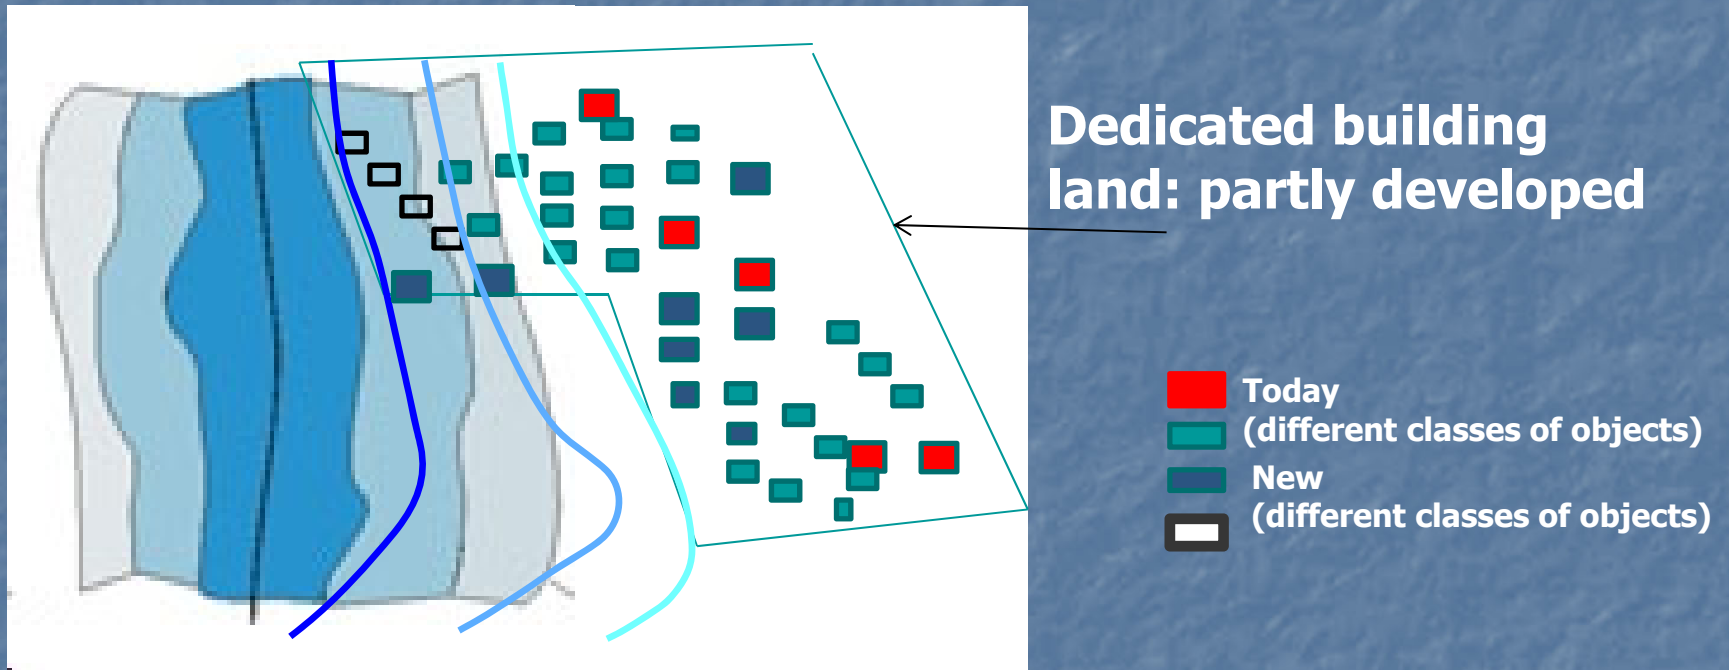 Dedicated building
land: partly developed
Today
(different classes of objects)
New
(different classes of objects)